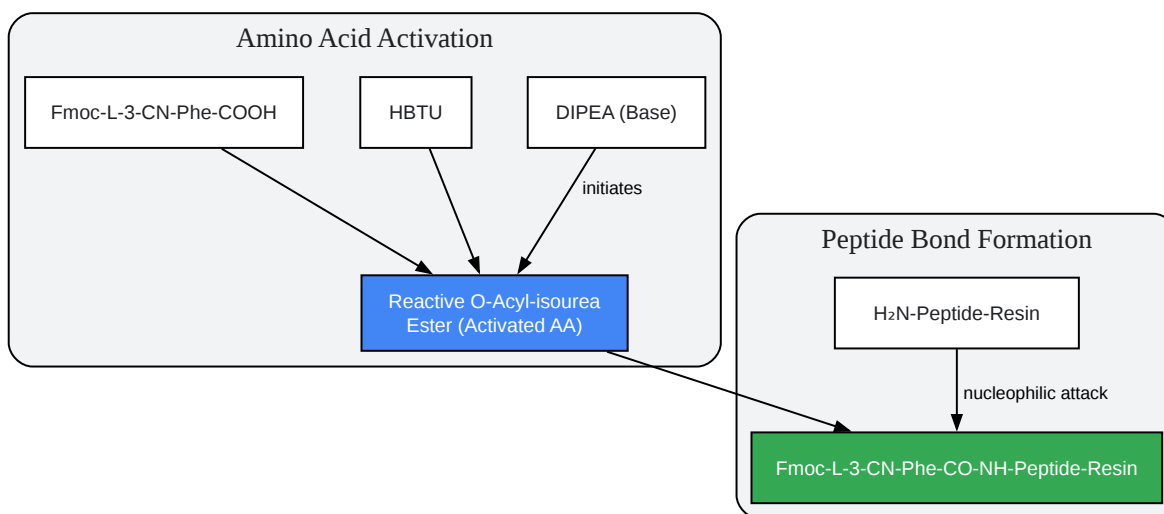 Amino Acid Activation
Fmoc-L-3-CN-Phe-COOH
HBTU
DIPEA (Base)
initiates
Reactive O-Acyl-isourea
Ester (Activated AA)
Peptide Bond Formation
H₂N-Peptide-Resin
nucleophilic attack
Fmoc-L-3-CN-Phe-CO-NH-Peptide-Resin